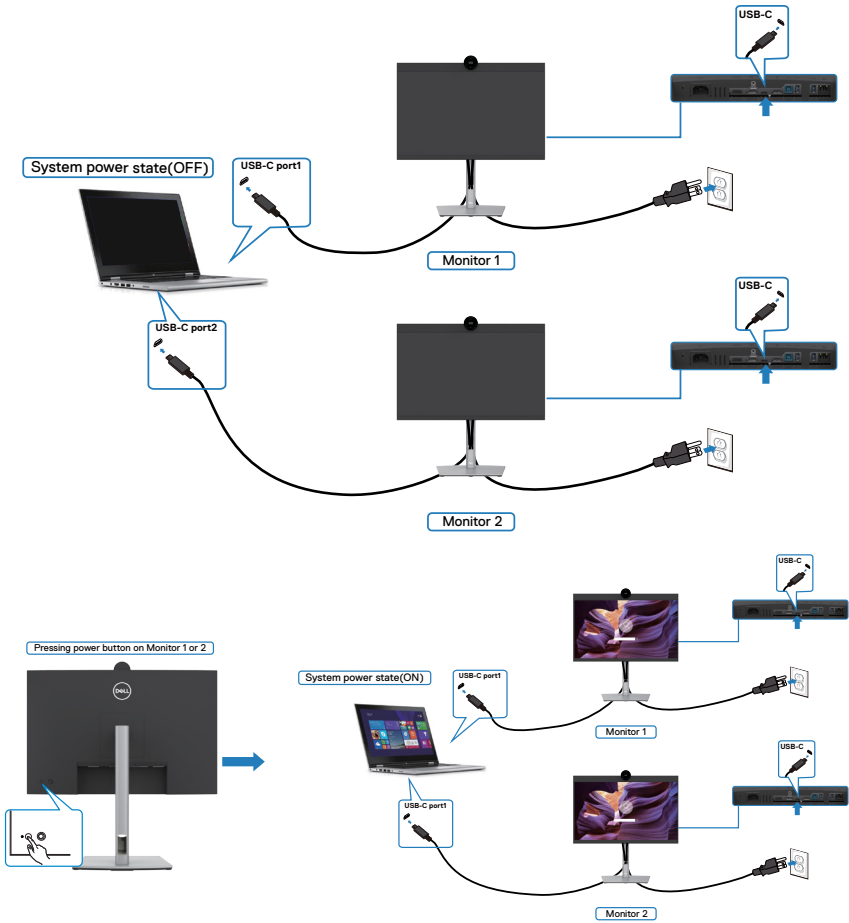 USB-C
System power state(OFF)
USB-C port1
Monitor 1
USB-C
USB-C port2
Monitor 2
USB-C
Pressing power button on Monitor 1 or 2
DELL
System power state(ON)
USB-C port1
Monitor 1
USB-C
USB-C port1
Monitor 2